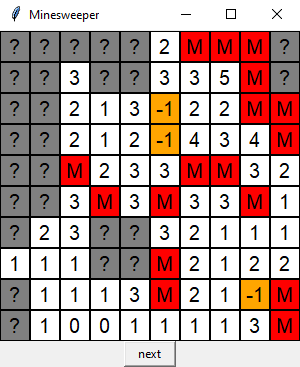 Minesweeper
? ? ? ? ? 2 M M M ?
? ? 3 ? ? 3 3 5 M ?
? ? 2 1 3 -1 2 2 M M
? ? 2 1 2 -1 4 3 4 M
? ? M 2 3 3 M M 3 2
? ? 3 M 3 M 3 3 M 1
? 2 3 ? ? 3 2 1 1 1
1 1 1 ? ? M 2 1 2 2
? 1 1 1 3 M 2 1 -1 M
? 1 0 0 1 1 1 1 3 M
next